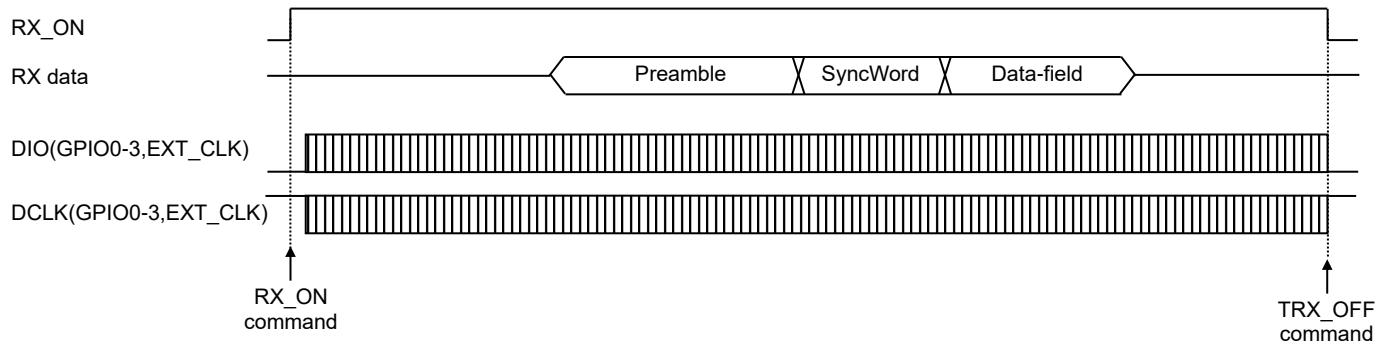 RX_ON
RX data
Preamble
SyncWord
Data-field
DIO(GPIO0-3,EXT_CLK)
DCLK(GPIO0-3,EXT_CLK)
RX_ON
command
TRX_OFF
command